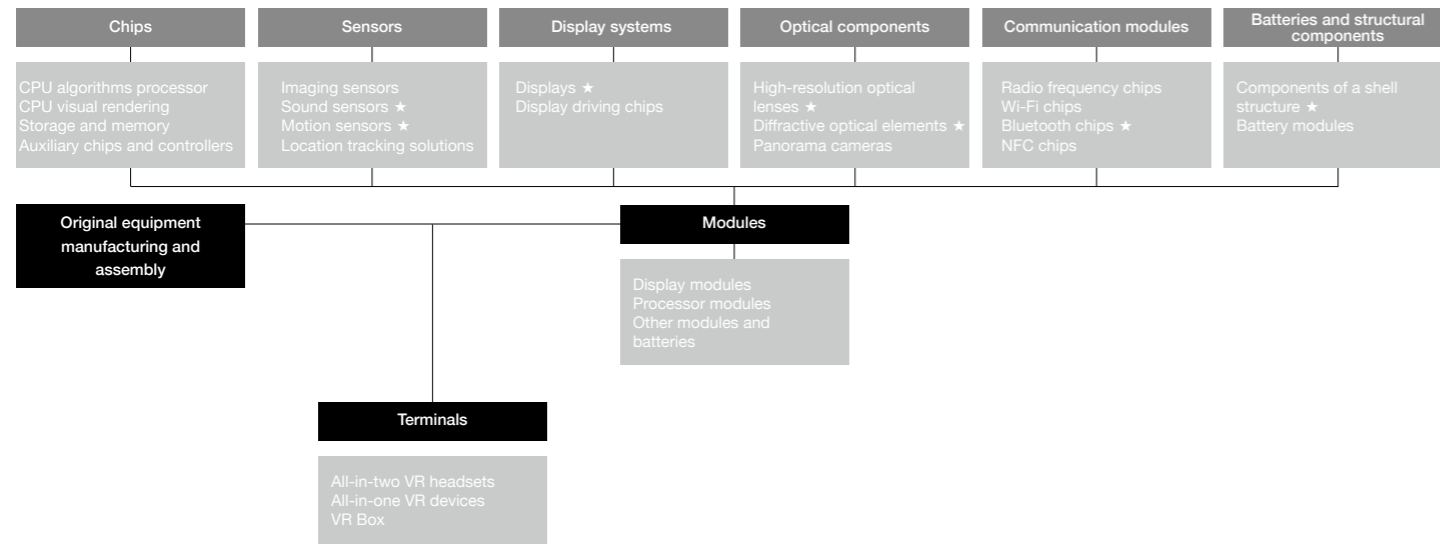 Chips
CPU algorithms processor
CPU visual rendering
Storage and memory
Auxiliary chips and controllers
Sensors
Imaging sensors
Sound sensors ★
Motion sensors ★
Location tracking solutions
Display systems
Displays ★
Display driving chips
Optical components
High-resolution optical
lenses ★
Diffractive optical elements ★
Panorama cameras
Communication modules
Radio frequency chips
Wi-Fi chips
Bluetooth chips ★
NFC chips
Batteries and structural
components
Components of a shell
structure ★
Battery modules
Original equipment
manufacturing and
assembly
Modules
Display modules
Processor modules
Other modules and
batteries
Terminals
All-in-two VR headsets
All-in-one VR devices
VR Box